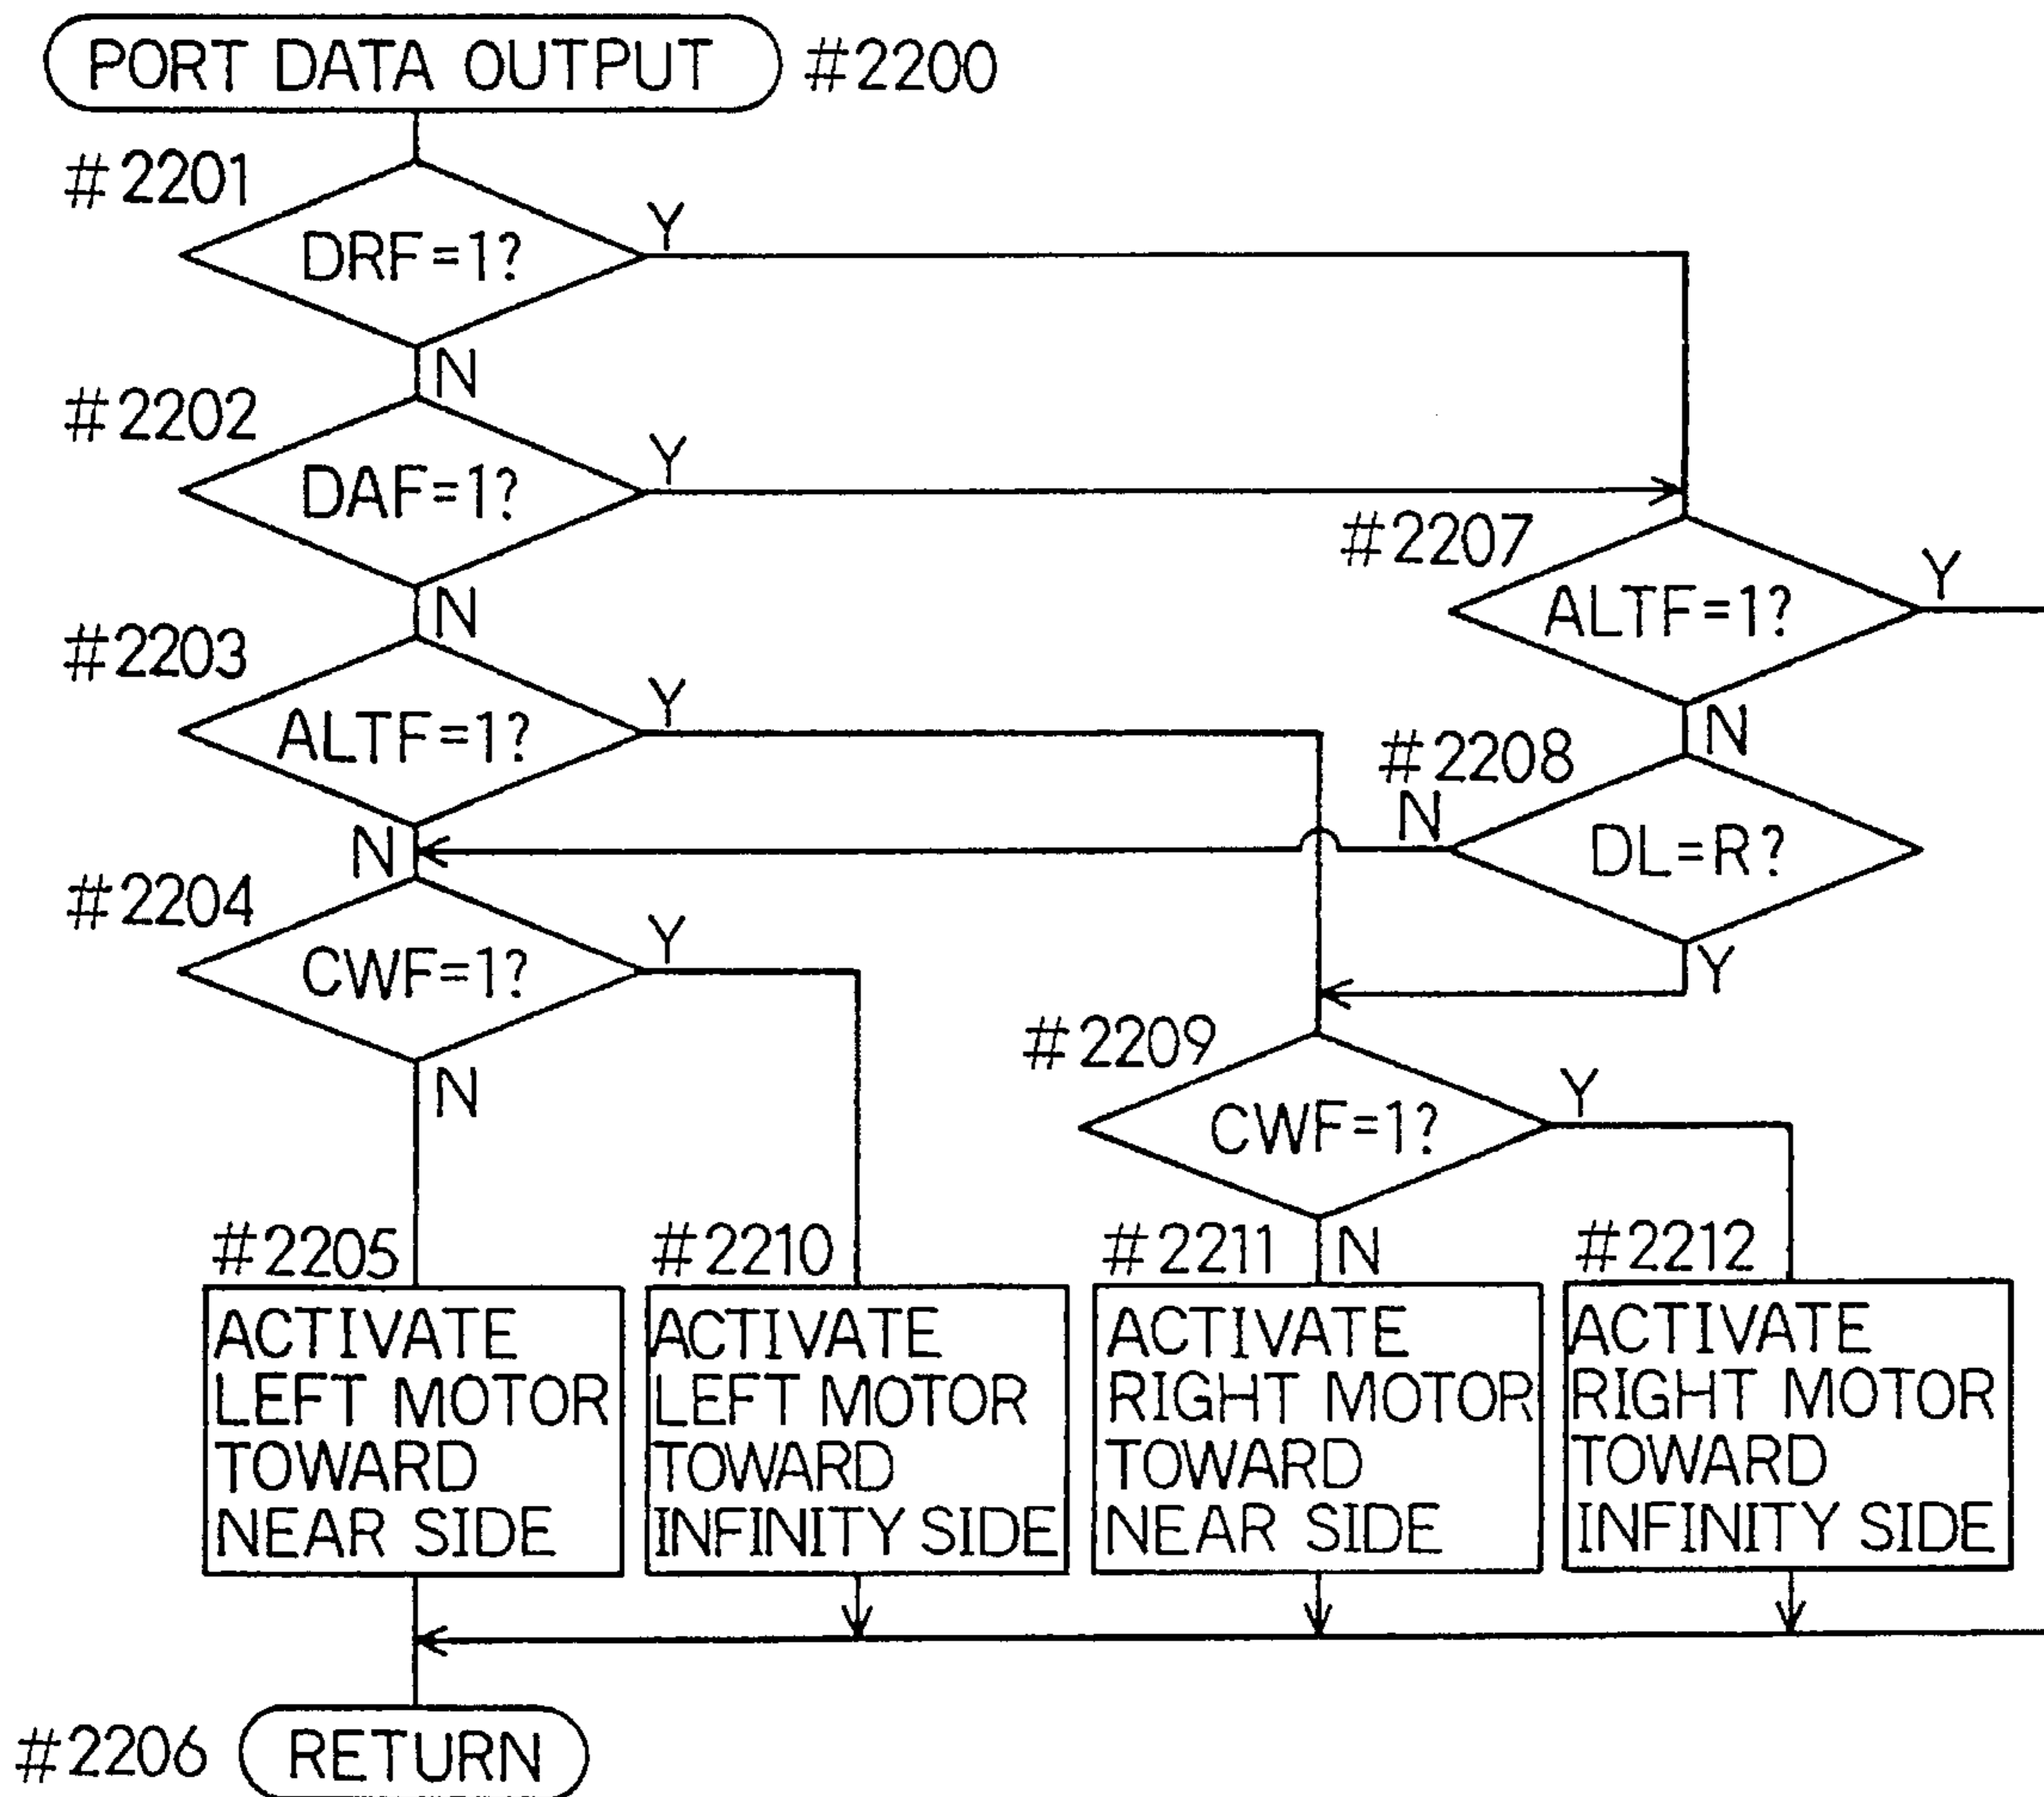 PORT DATA OUTPUT #2200
#2201
DRF=1?
Y
N
#2202
DAF=1?
Y
N
#2203
ALTF=1?
Y
N
#2207
ALTF=1?
Y
N
#2208
DL=R?
N
Y
#2204
CWF=1?
Y
N
#2209
CWF=1?
Y
N
#2205
ACTIVATE
LEFT MOTOR
TOWARD
NEAR SIDE
#2210
ACTIVATE
LEFT MOTOR
TOWARD
INFINITY SIDE
#2211
ACTIVATE
RIGHT MOTOR
TOWARD
NEAR SIDE
#2212
ACTIVATE
RIGHT MOTOR
TOWARD
INFINITY SIDE
#2206 RETURN